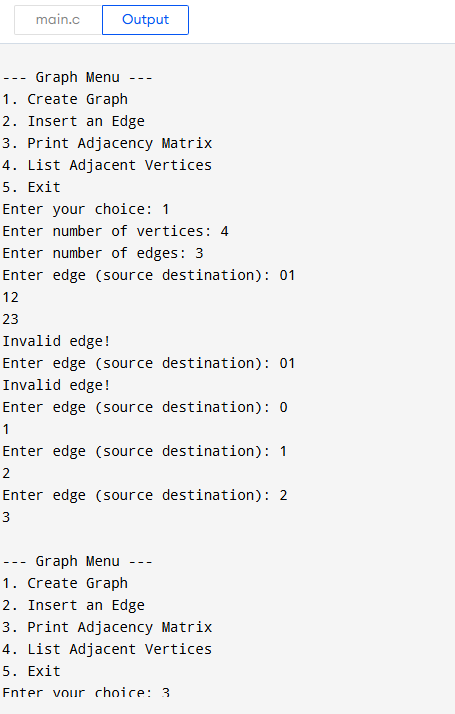 main.c Output
--- Graph Menu ---
1. Create Graph
2. Insert an Edge
3. Print Adjacency Matrix
4. List Adjacent Vertices
5. Exit
Enter your choice: 1
Enter number of vertices: 4
Enter number of edges: 3
Enter edge (source destination): 01
12
23
Invalid edge!
Enter edge (source destination): 01
Invalid edge!
Enter edge (source destination): 0
1
Enter edge (source destination): 1
2
Enter edge (source destination): 2
3
--- Graph Menu ---
1. Create Graph
2. Insert an Edge
3. Print Adjacency Matrix
4. List Adjacent Vertices
5. Exit
Enter your choice: 3